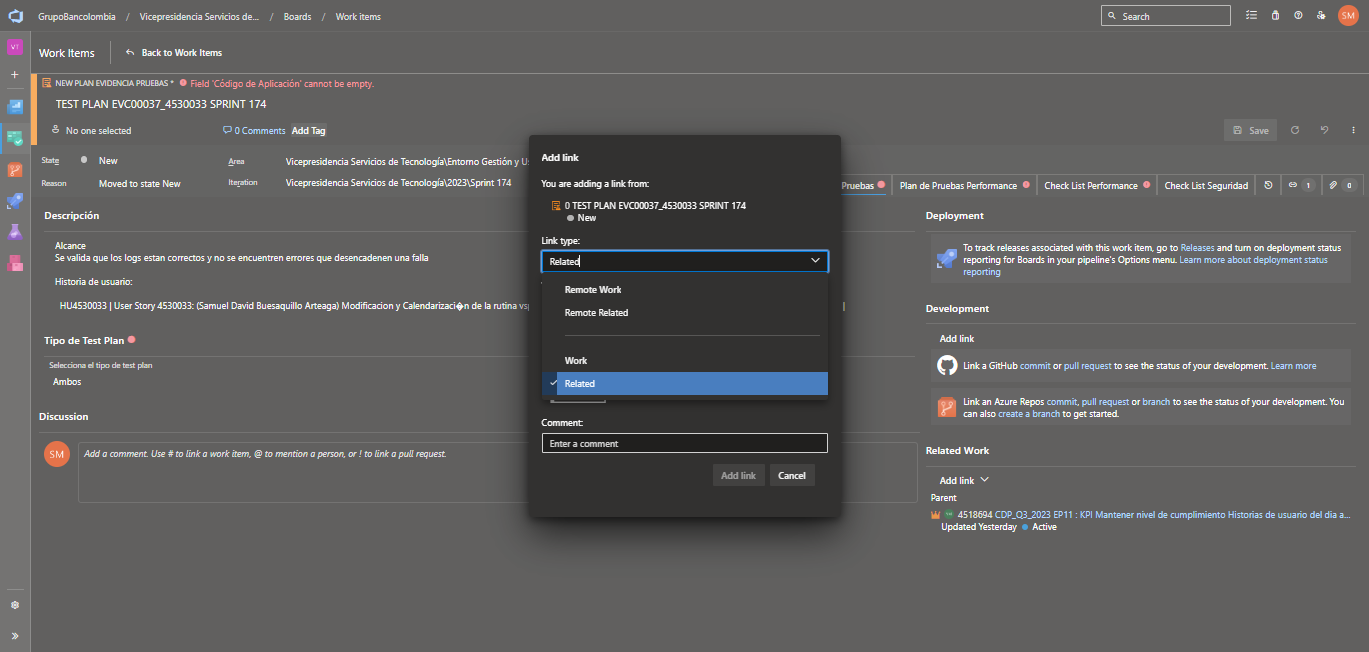 GrupoBancolombia / Vicepresidencia Servicios de... / Boards / Work items
Search
SM
VT
Work Items
Back to Work Items
NEW PLAN EVIDENCIA PRUEBAS * Field 'Código de Aplicación' cannot be empty.
TEST PLAN EVC00037_4530033 SPRINT 174
No one selected
0 Comments
Add Tag
Save
State
New
Area
Vicepresidencia Servicios de Tecnología\Entorno Gestión y Us
Reason
Moved to state New
Iteration
Vicepresidencia Servicios de Tecnología\2023\Sprint 174
Pruebas
Plan de Pruebas Performance
Check List Performance
Check List Seguridad
1
0
Descripción
Alcance
Se valida que los logs estan correctos y no se encuentren errores que desencadenen una falla
Historia de usuario:
HU4530033 | User Story 4530033: (Samuel David Buesaquillo Arteaga) Modificacion y Calendarizaci�n de la rutina vsp
Tipo de Test Plan
Selecciona el tipo de test plan
Ambos
Discussion
SM
Add a comment. Use # to link a work item, @ to mention a person, or ! to link a pull request.
Add link
You are adding a link from:
0 TEST PLAN EVC00037_4530033 SPRINT 174
New
Link type:
Related
Remote Work
Remote Related
Work
Related
Comment:
Enter a comment
Add link
Cancel
Deployment
To track releases associated with this work item, go to Releases and turn on deployment status
reporting for Boards in your pipeline's Options menu. Learn more about deployment status
reporting
Development
Add link
Link a GitHub commit or pull request to see the status of your development. Learn more
Link an Azure Repos commit, pull request or branch to see the status of your development. You
can also create a branch to get started.
Related Work
Add link
Parent
4518694 CDP_Q3_2023 EP11 : KPI Mantener nivel de cumplimiento Historias de usuario del día a...
Updated Yesterday
Active